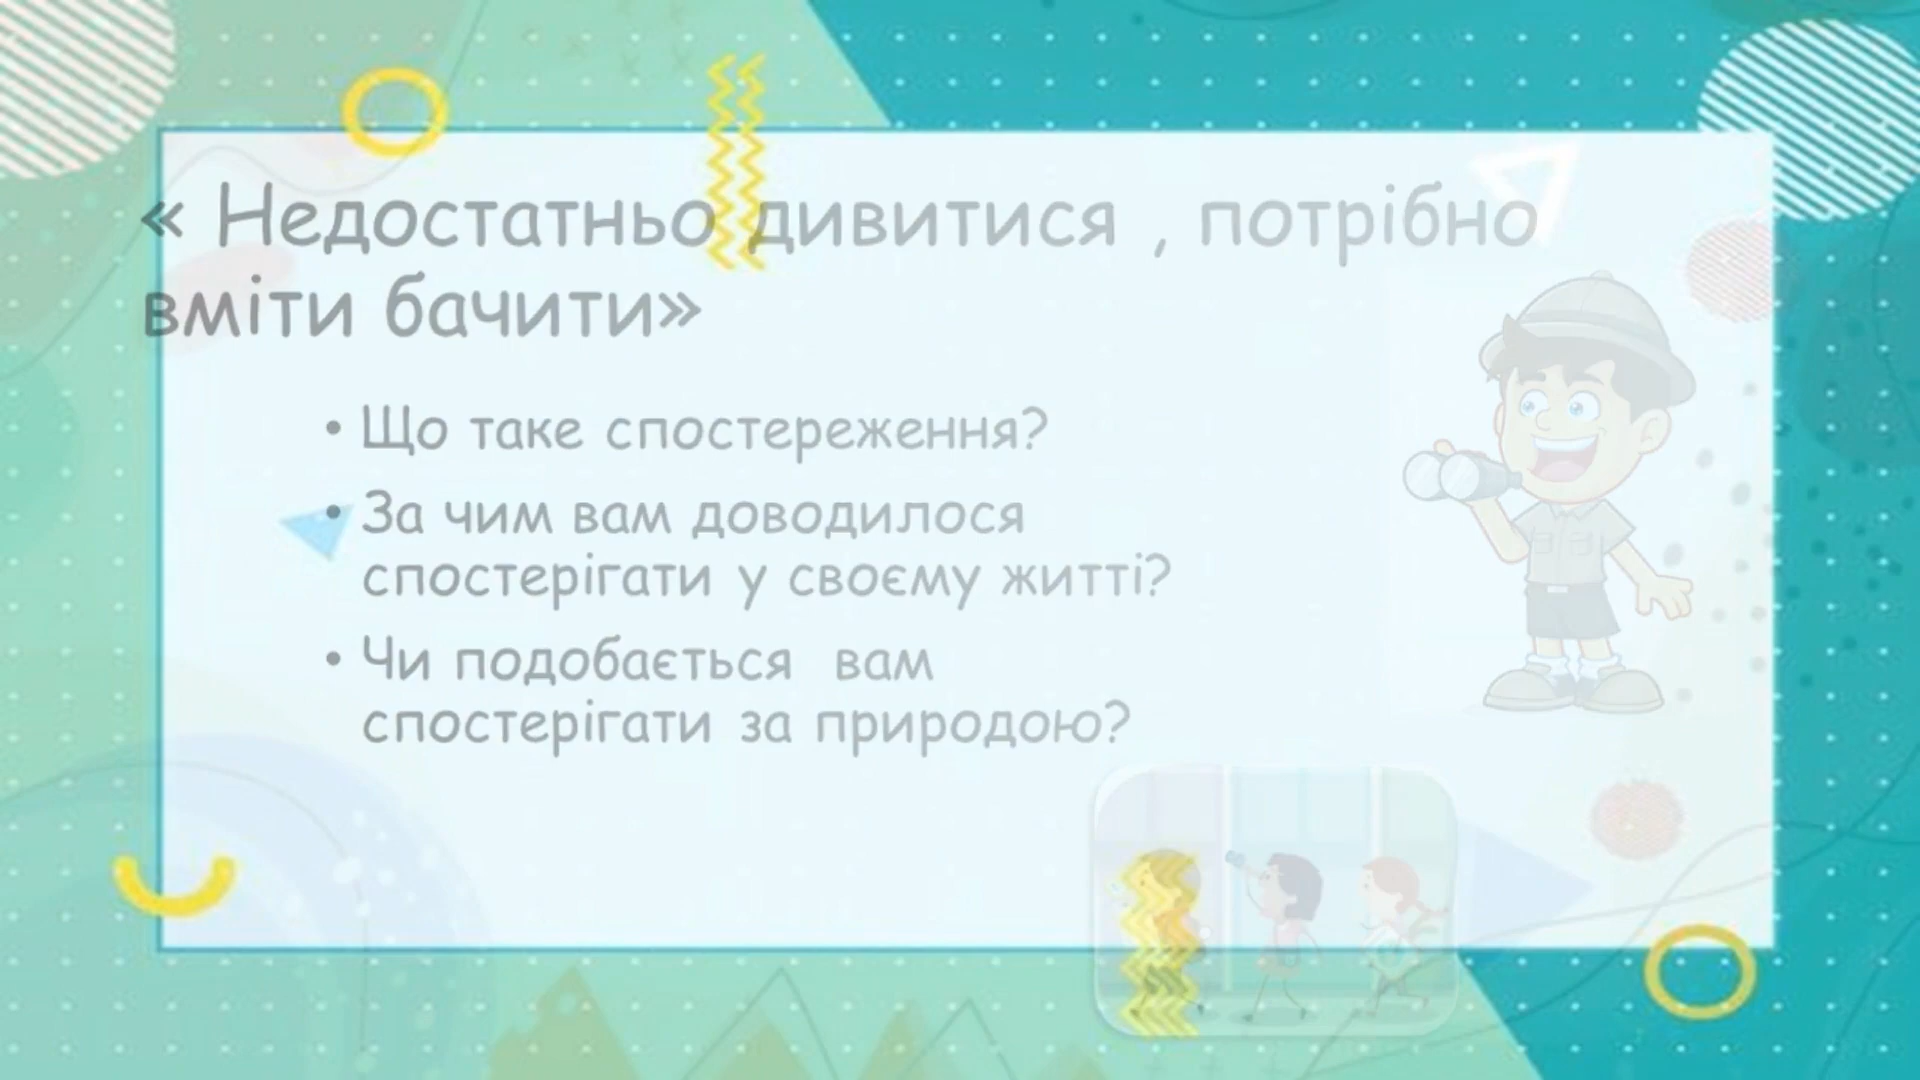 « Недостатньо дивитися , потрібно
вміти бачити»
• Що таке спостереження?
• За чим вам доводилося
спостерігати у своєму житті?
• Чи подобається вам
спостерігати за природою?